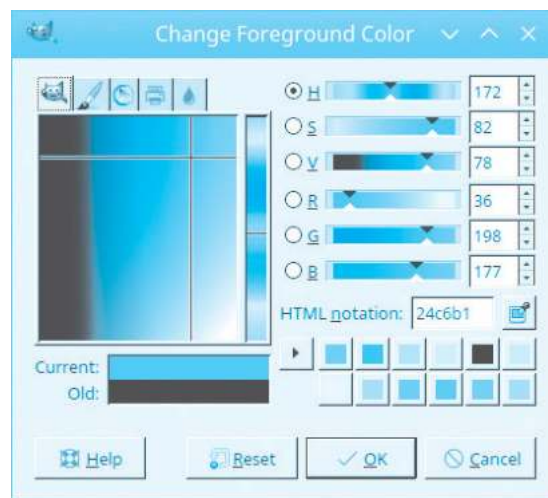 Change Foreground Color
H 172
S 82
V 78
R 36
G 198
B 177
HTML notation: 24c6b1
Current:
Old:
Help Reset OK Cancel